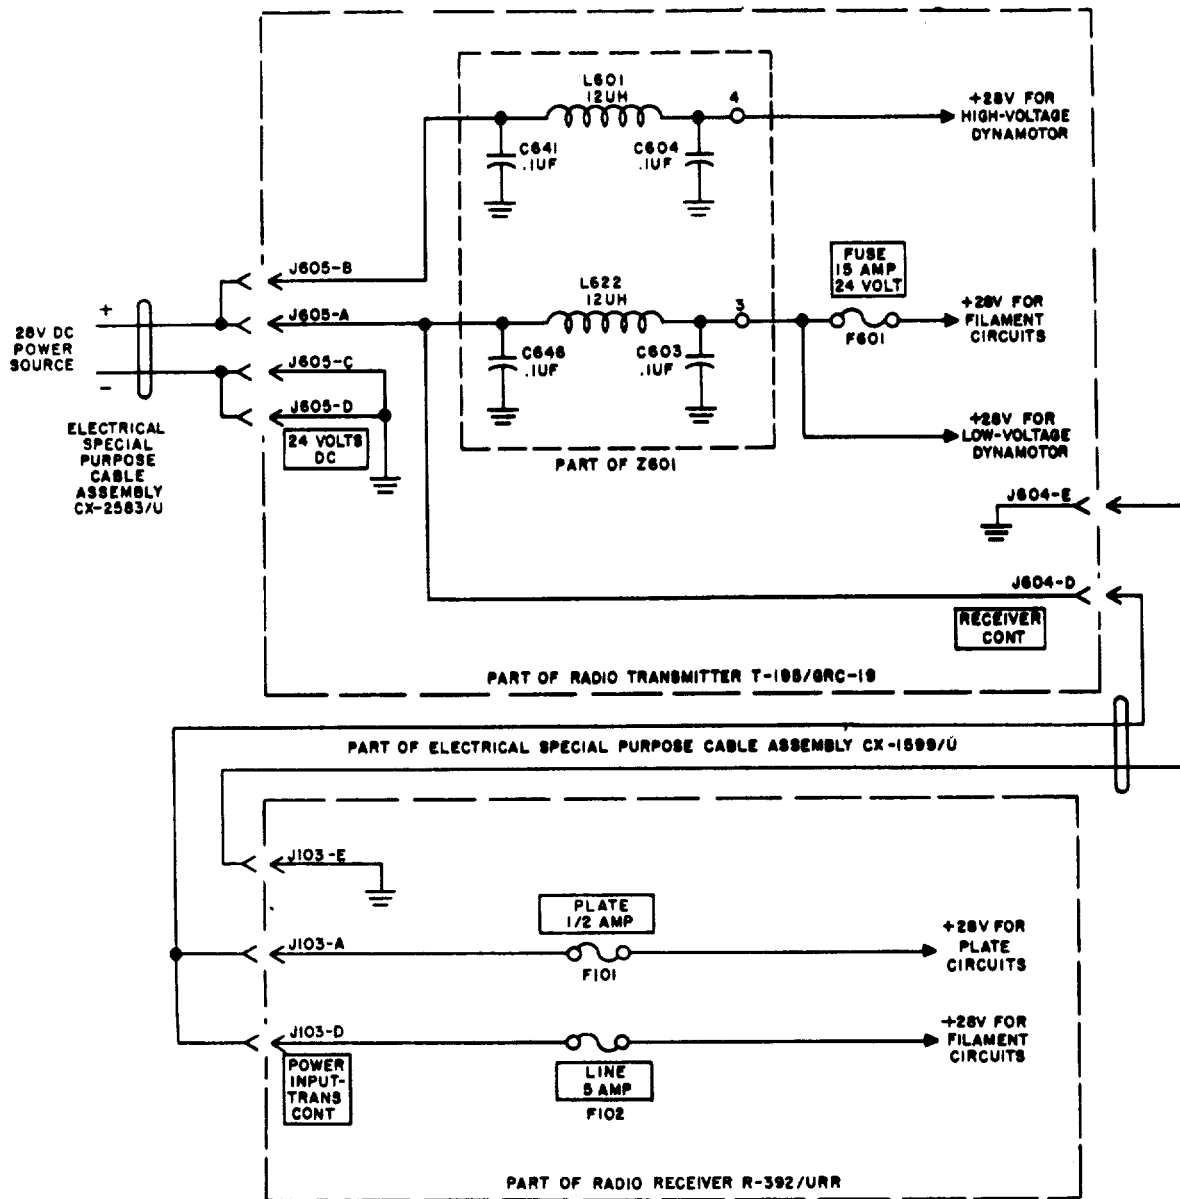 L601
12UH
4
C641
.1UF
C604
.1UF
+28V FOR
HIGH-VOLTAGE
DYNAMOTOR
J605-B
+
28V DC
POWER
SOURCE
-
J605-A
J605-C
J605-D
24 VOLTS
DC
ELECTRICAL
SPECIAL
PURPOSE
CABLE
ASSEMBLY
CX-2583/U
L622
12UH
3
C646
.1UF
C603
.1UF
FUSE
15 AMP
24 VOLT
F601
+28V FOR
FILAMENT
CIRCUITS
+28V FOR
LOW-VOLTAGE
DYNAMOTOR
PART OF Z601
J604-E
J604-D
RECEIVER
CONT
PART OF RADIO TRANSMITTER T-195/GRC-19
PART OF ELECTRICAL SPECIAL PURPOSE CABLE ASSEMBLY CX-1599/U
J103-E
PLATE
1/2 AMP
J103-A
F101
+28V FOR
PLATE
CIRCUITS
J103-D
POWER
INPUT-
TRANS
CONT
LINE
5 AMP
F102
+28V FOR
FILAMENT
CIRCUITS
PART OF RADIO RECEIVER R-392/URR